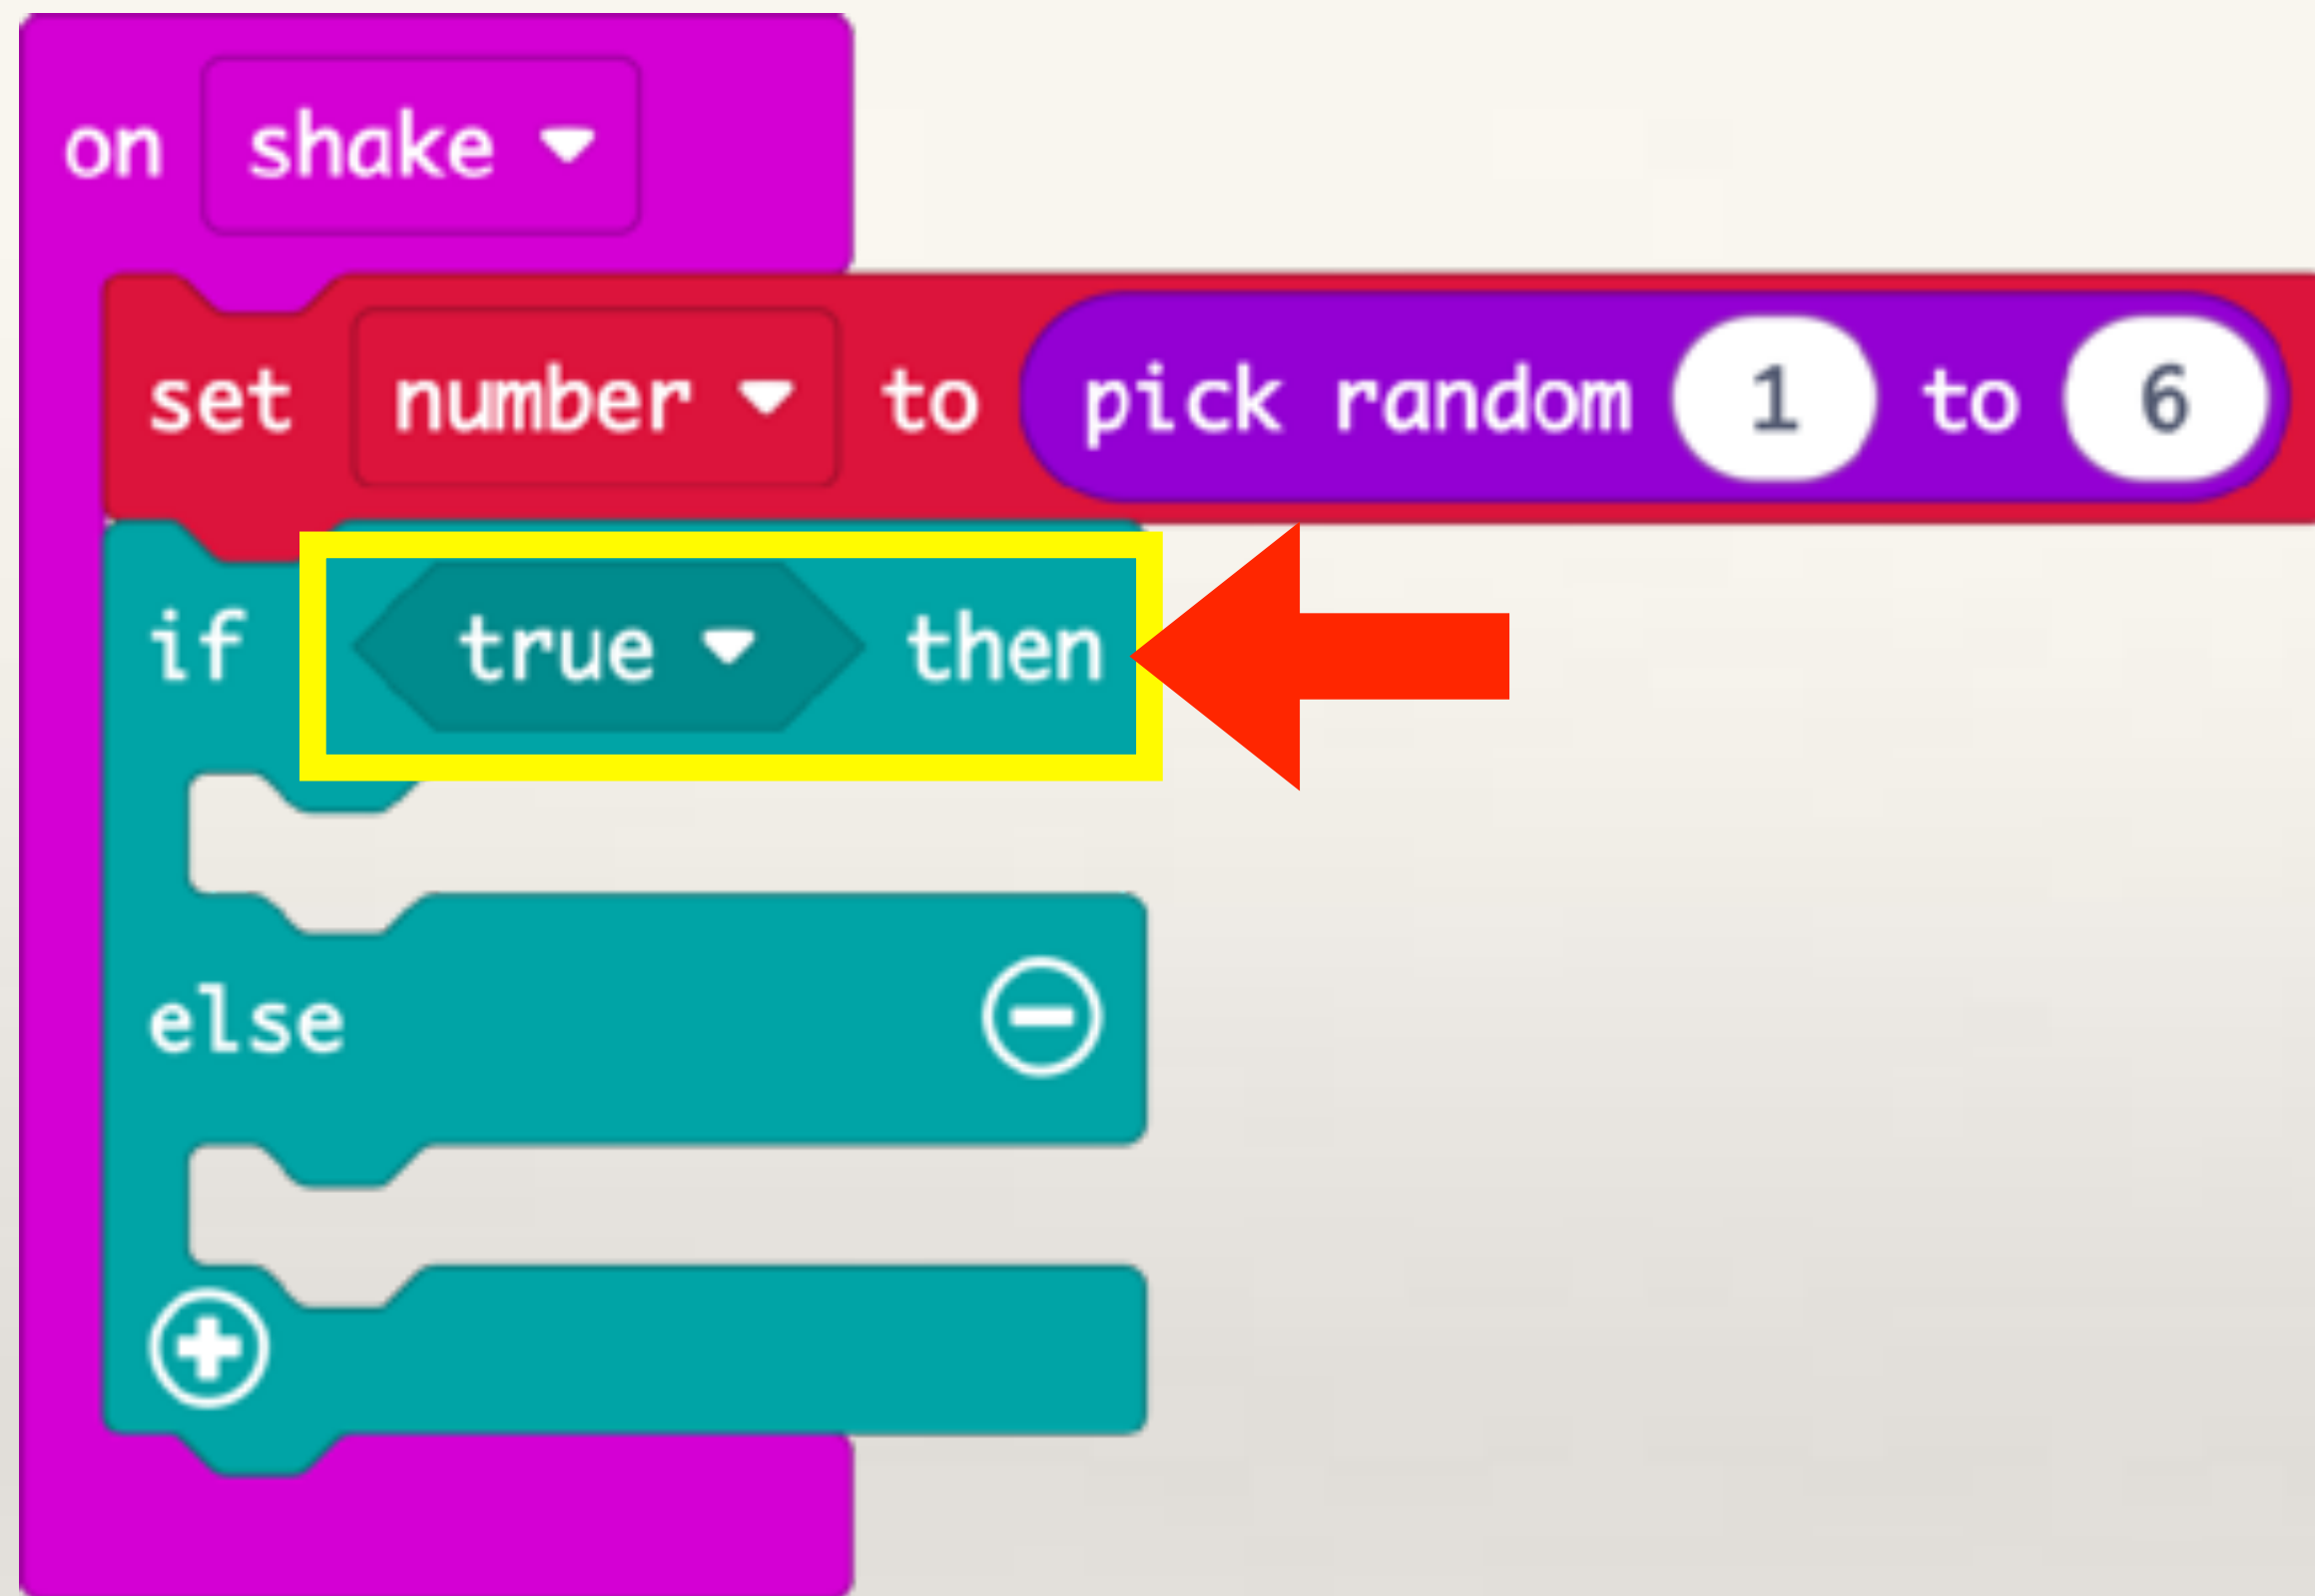 on shake
set number to pick random 1 to 6
if true then
else